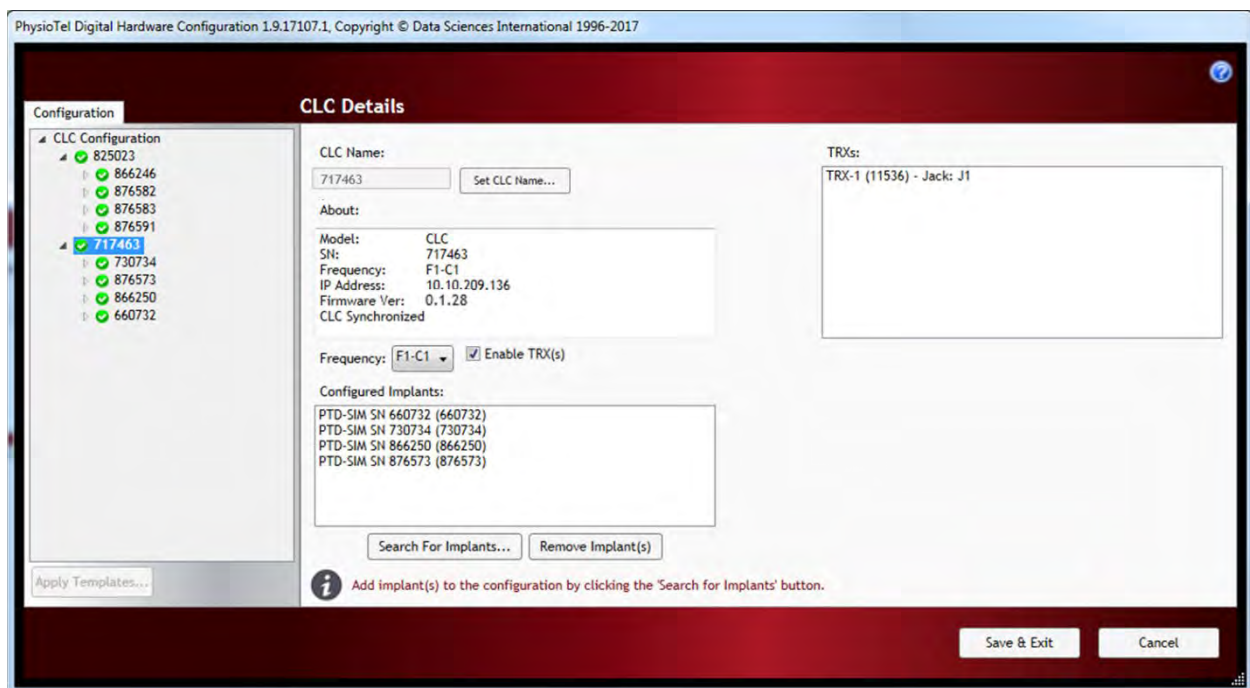 PhysioTel Digital Hardware Configuration 1.9.17107.1, Copyright © Data Sciences International 1996-2017
?
Configuration
CLC Configuration
825023
866246
876582
876583
876591
717463
730734
876573
866250
660732
Apply Templates...
CLC Details
CLC Name:
717463
Set CLC Name...
About:
Model: CLC
SN: 717463
Frequency: F1-C1
IP Address: 10.10.209.136
Firmware Ver: 0.1.28
CLC Synchronized
Frequency: F1-C1 Enable TRX(s)
Configured Implants:
PTD-SIM SN 660732 (660732)
PTD-SIM SN 730734 (730734)
PTD-SIM SN 866250 (866250)
PTD-SIM SN 876573 (876573)
Search For Implants... Remove Implant(s)
i Add implant(s) to the configuration by clicking the 'Search for Implants' button.
TRXs:
TRX-1 (11536) - Jack: J1
Save & Exit Cancel